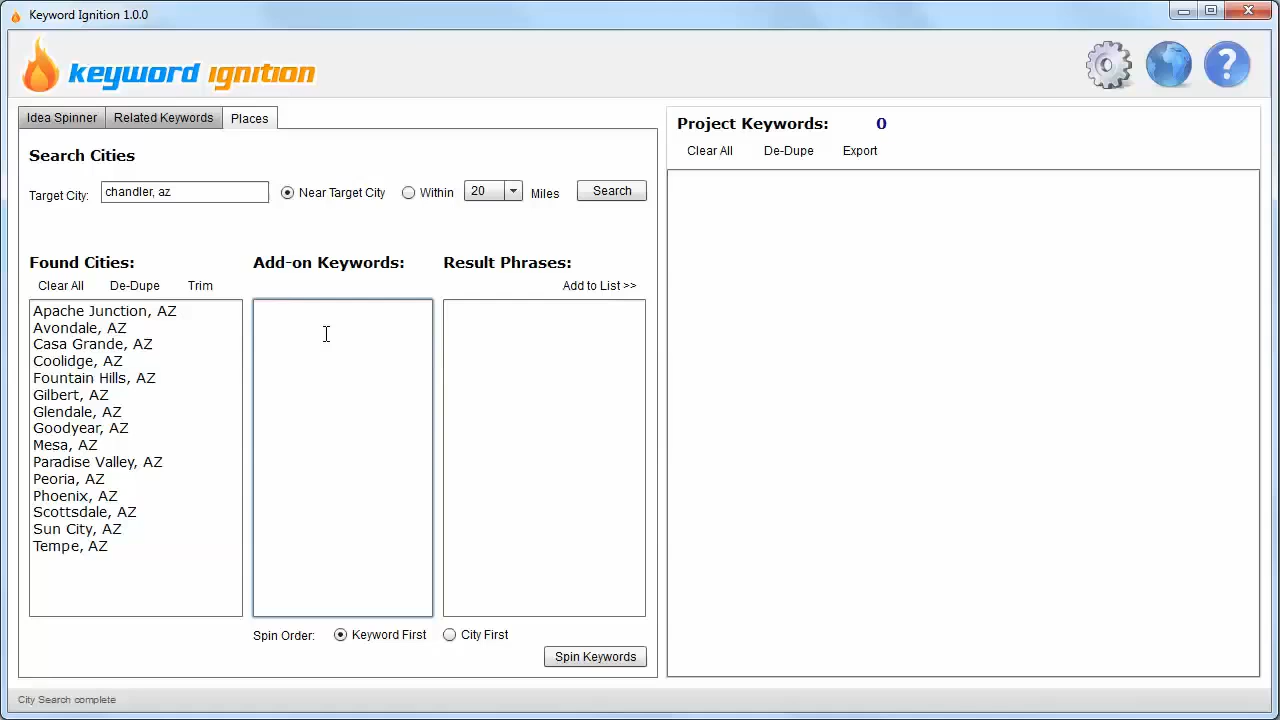 Keyword Ignition 1.0.0
keyword ignition
?
Idea Spinner Related Keywords Places
Search Cities
Target City: chandler, az Near Target City Within 20 Miles Search
Found Cities: Add-on Keywords: Result Phrases:
Clear All De-Dupe Trim Add to List >>
Apache Junction, AZ
Avondale, AZ
Casa Grande, AZ
Coolidge, AZ
Fountain Hills, AZ
Gilbert, AZ
Glendale, AZ
Goodyear, AZ
Mesa, AZ
Paradise Valley, AZ
Peoria, AZ
Phoenix, AZ
Scottsdale, AZ
Sun City, AZ
Tempe, AZ
Spin Order: Keyword First City First
Spin Keywords
Project Keywords: 0
Clear All De-Dupe Export
City Search complete